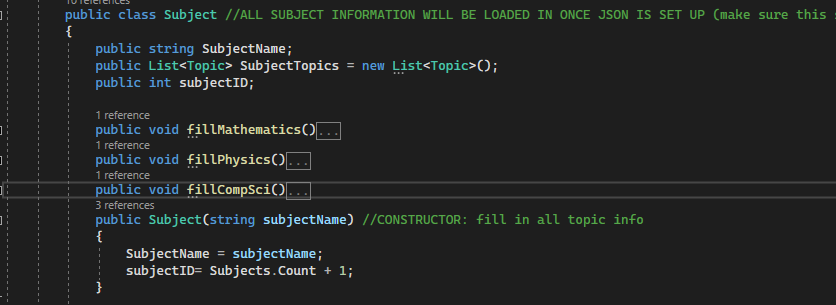 10 references
public class Subject //ALL SUBJECT INFORMATION WILL BE LOADED IN ONCE JSON IS SET UP (make sure this
{
public string SubjectName;
public List<Topic> SubjectTopics = new List<Topic>();
public int subjectID;
1 reference
public void fillMathematics()...
1 reference
public void fillPhysics()...
1 reference
public void fillCompSci()...
3 references
public Subject(string subjectName) //CONSTRUCTOR: fill in all topic info
{
SubjectName = subjectName;
subjectID= Subjects.Count + 1;
}